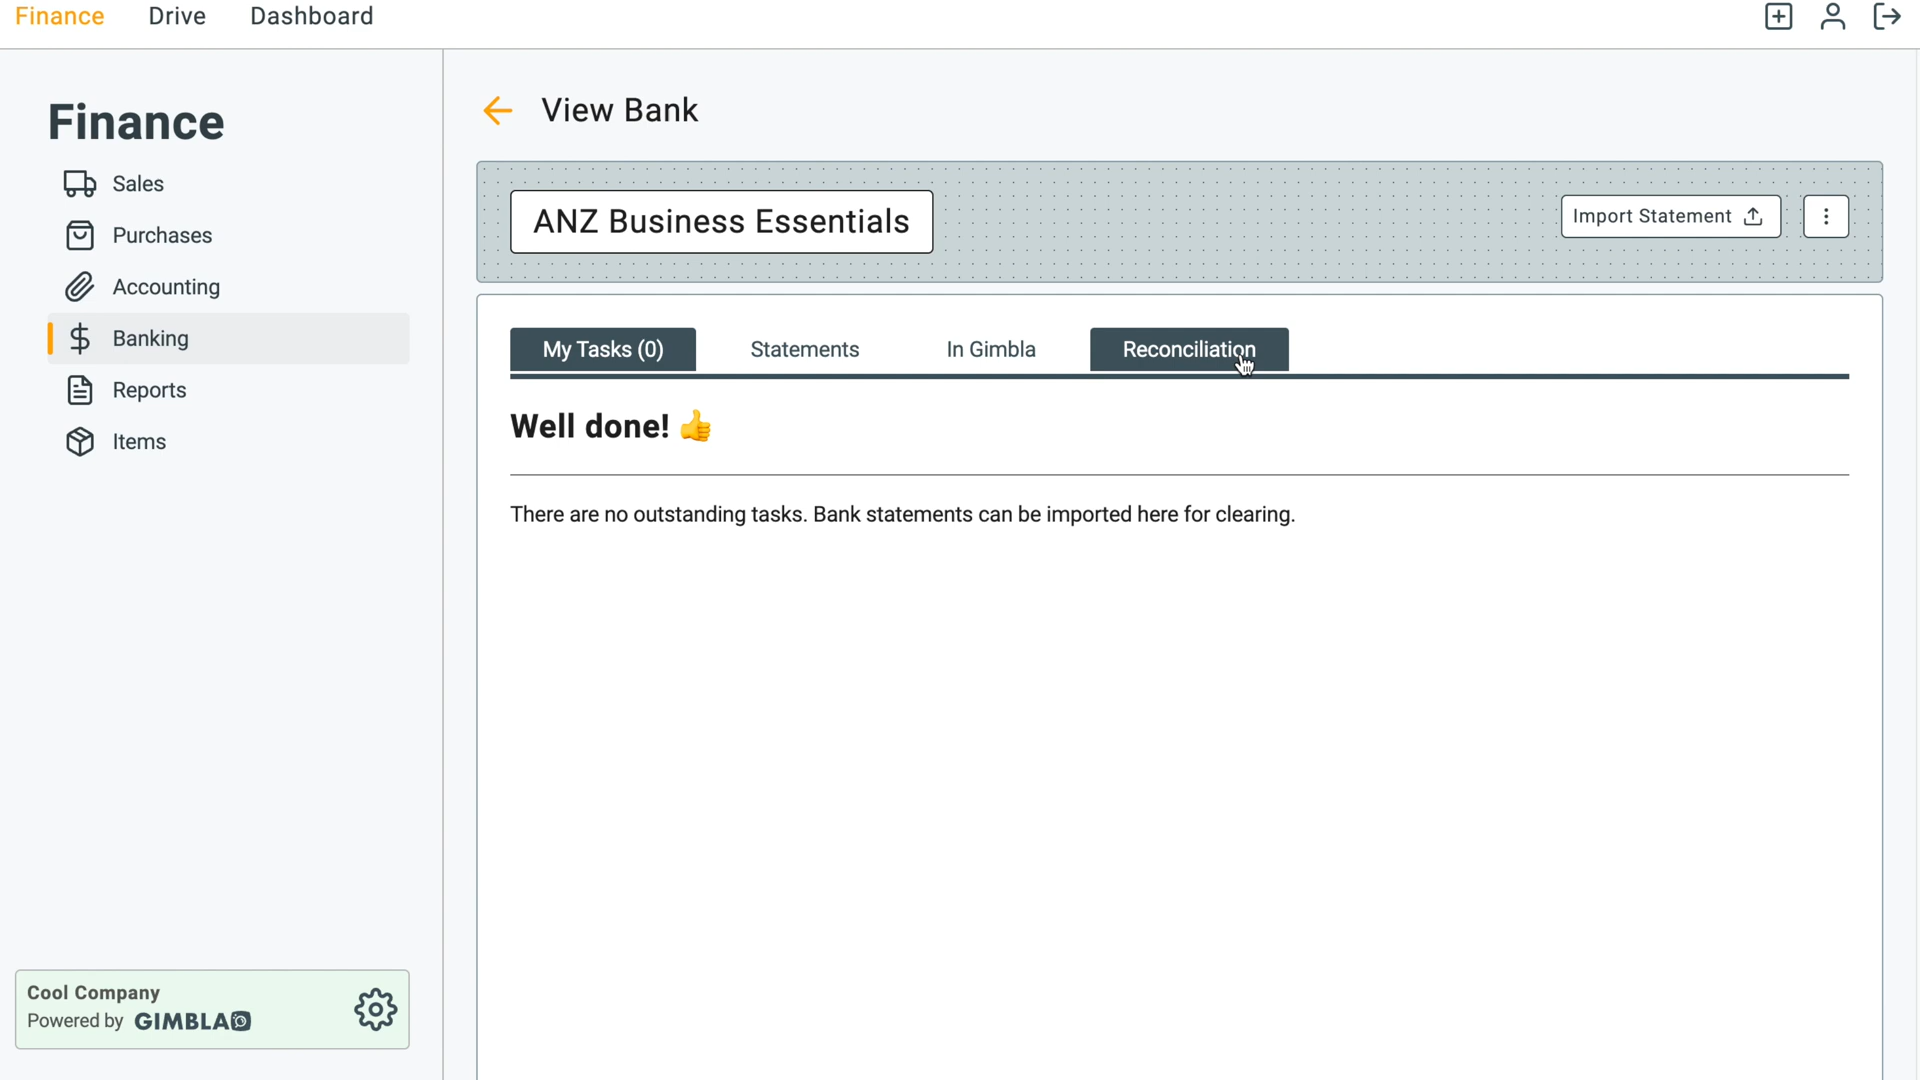 Finance Drive Dashboard
Finance
Sales
Purchases
Accounting
Banking
Reports
Items
Cool Company
Powered by GIMBLA
View Bank
ANZ Business Essentials
Import Statement
My Tasks (0) Statements In Gimbla Reconciliation
Well done! 👍
There are no outstanding tasks. Bank statements can be imported here for clearing.